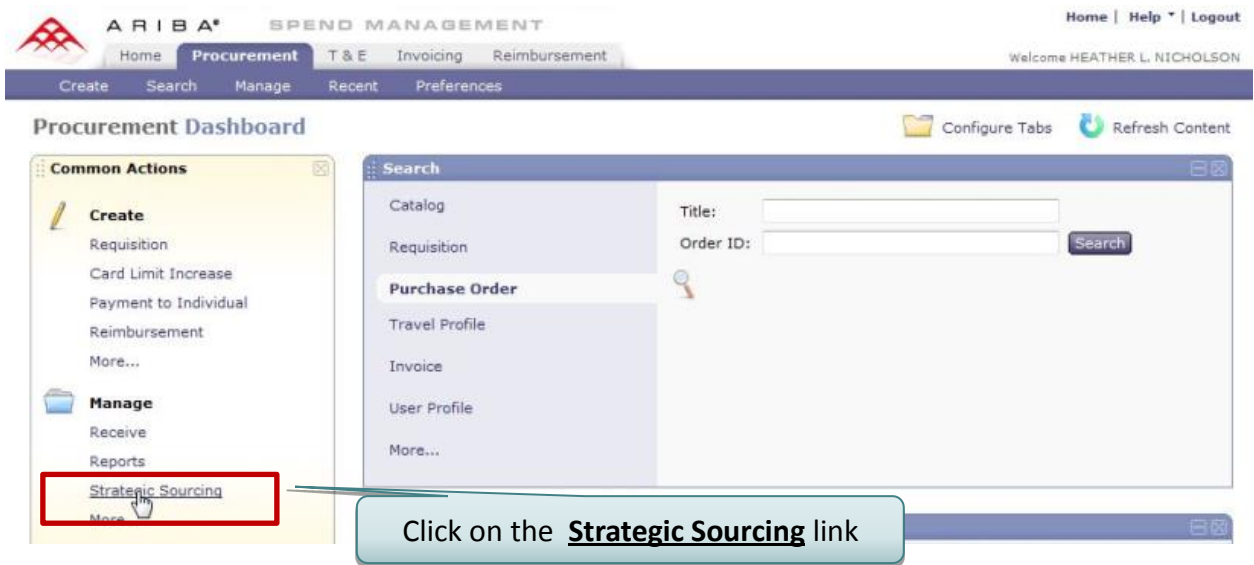 ARIBA® SPEND MANAGEMENT
Home | Help | Logout
Home Procurement T & E Invoicing Reimbursement
Welcome HEATHER L. NICHOLSON
Create Search Manage Recent Preferences
Procurement Dashboard
Configure Tabs Refresh Content
Common Actions
Create
Requisition
Card Limit Increase
Payment to Individual
Reimbursement
More...
Manage
Receive
Reports
Strategic Sourcing
More
Search
Catalog
Requisition
Purchase Order
Travel Profile
Invoice
User Profile
More...
Title:
Order ID: Search
Click on the Strategic Sourcing link